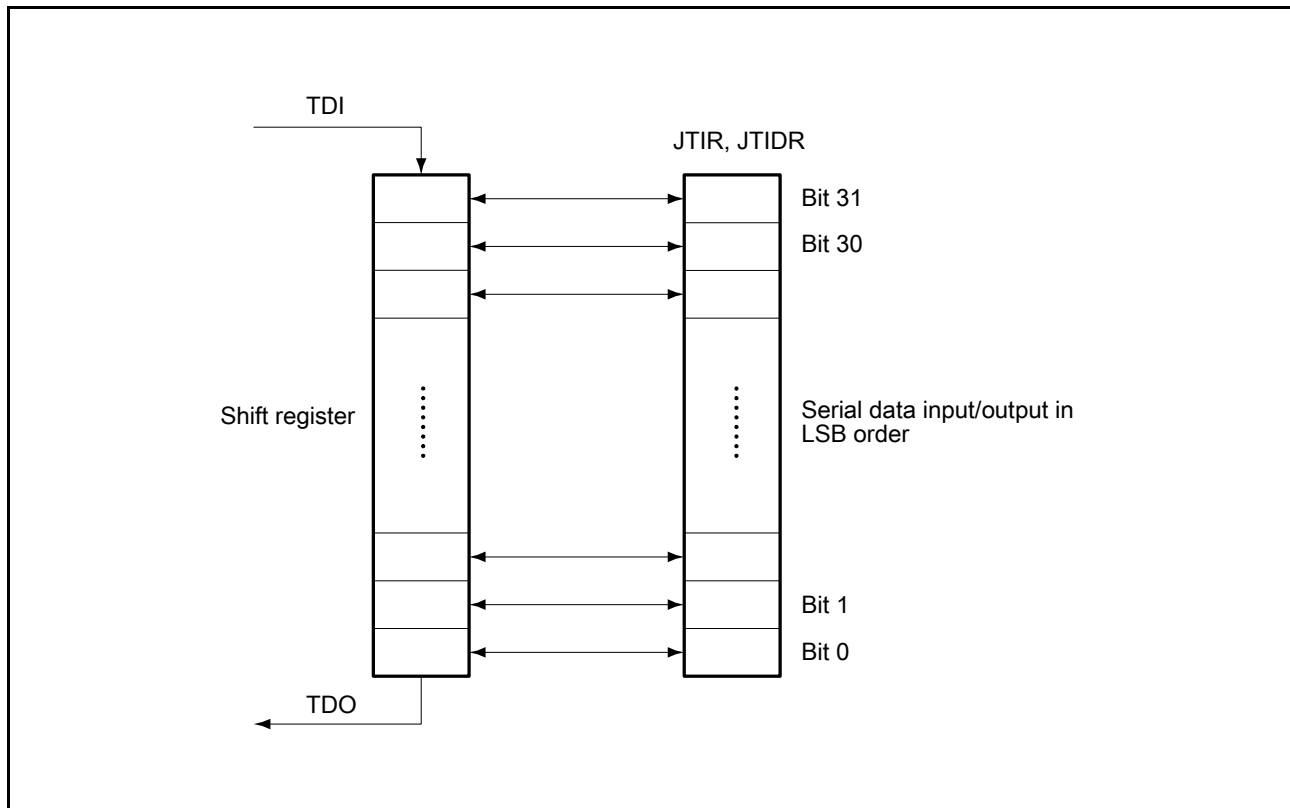 TDI
JTIR, JTIDR
Bit 31
Bit 30
Shift register
Serial data input/output in
LSB order
Bit 1
Bit 0
TDO